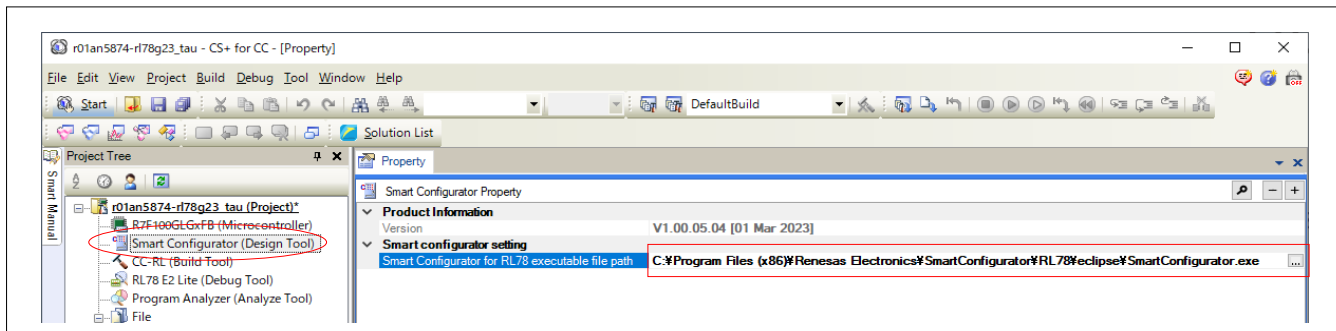 r01an5874-rl78g23_tau - CS+ for CC - [Property]
File Edit View Project Build Debug Tool Window Help
Start DefaultBuild
Solution List
Project Tree
Property
Smart Manual
Smart Configurator Property
r01an5874-rl78g23_tau (Project)*
Product Information
R7F100GLGxFB (Microcontroller)
Version V1.00.05.04 [01 Mar 2023]
Smart Configurator (Design Tool)
Smart configurator setting
CC-RL (Build Tool)
Smart Configurator for RL78 executable file path C:¥Program Files (x86)¥Renesas Electronics¥SmartConfigurator¥RL78¥eclipse¥SmartConfigurator.exe ...
RL78 E2 Lite (Debug Tool)
Program Analyzer (Analyze Tool)
File